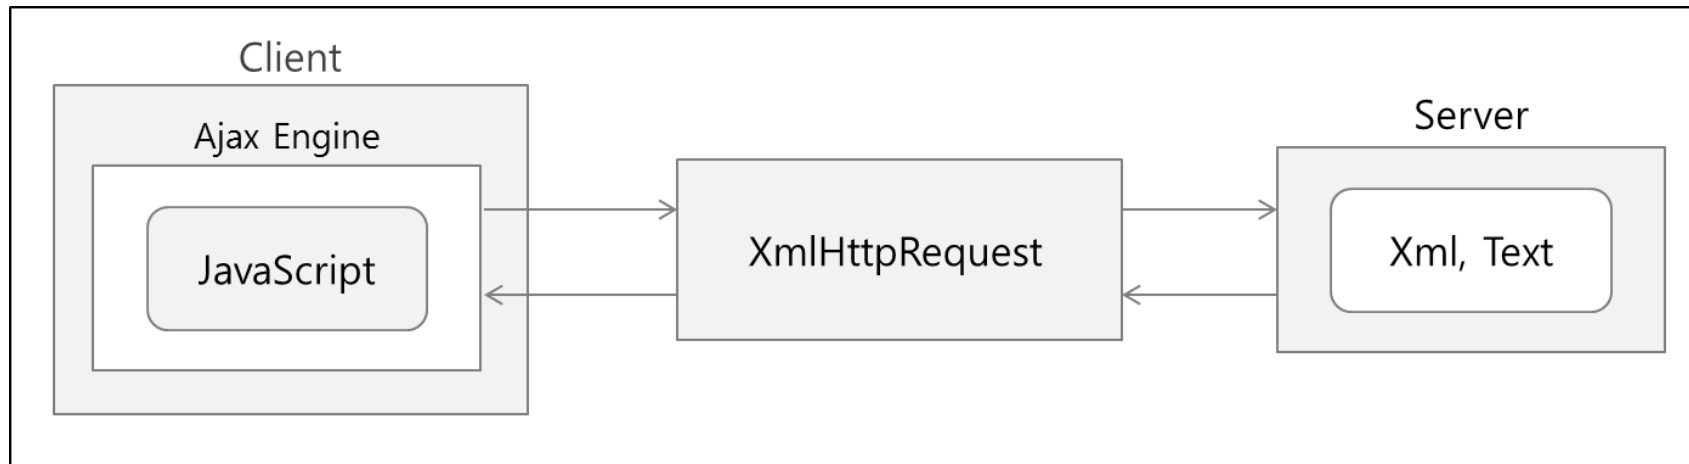 Client
Ajax Engine
JavaScript
XmlHttpRequest
Server
Xml, Text